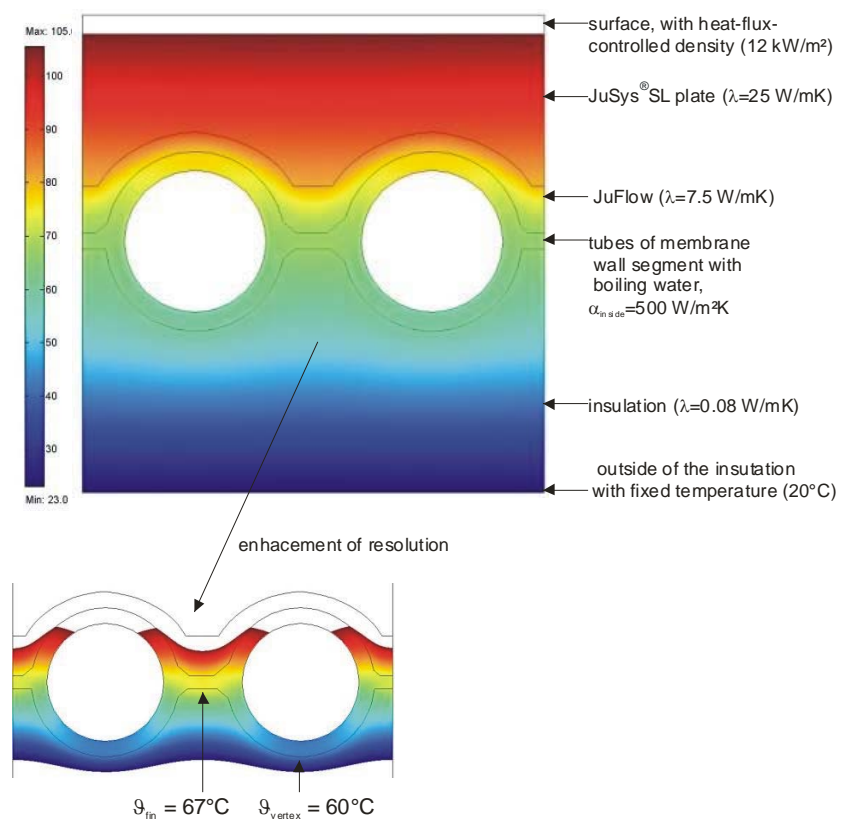 surface, with heat-flux-
controlled density (12 kW/m²)
Max: 105.
JuSys®SL plate (λ=25 W/mK)
100
90
80
70
60
50
40
30
Min: 23.0
JuFlow (λ=7.5 W/mK)
tubes of membrane
wall segment with
boiling water,
αinside=500 W/m²K
insulation (λ=0.08 W/mK)
outside of the insutation
with fixed temperature (20°C)
enhacement of resolution
ϑfin = 67°C
ϑvertex = 60°C